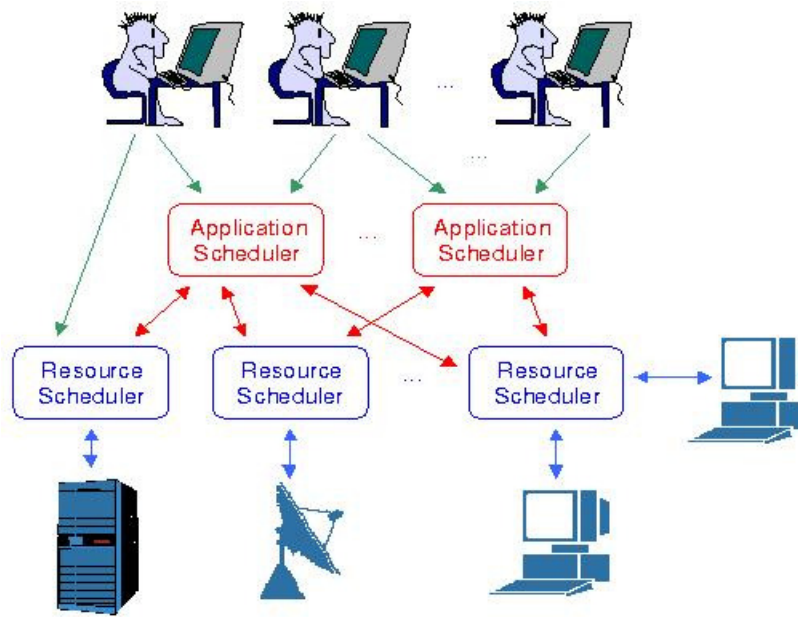 ...
...
Application
Scheduler
...
Application
Scheduler
Resource
Scheduler
Resource
Scheduler
...
Resource
Scheduler